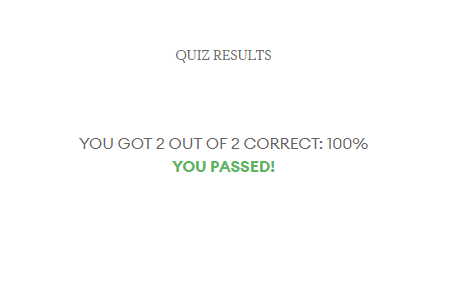 QUIZ RESULTS
YOU GOT 2 OUT OF 2 CORRECT: 100%
YOU PASSED!